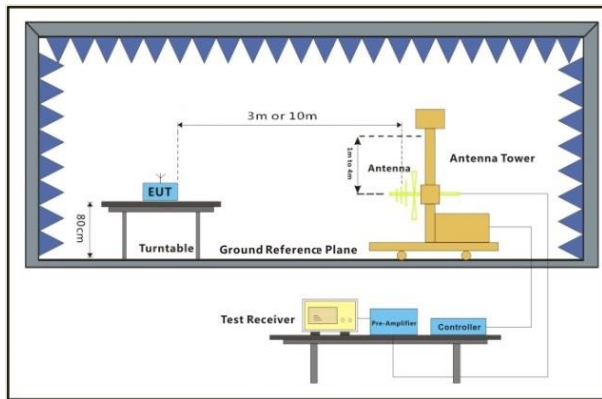 3m or 10m
1m to 4m
Antenna
Antenna Tower
EUT
80cm
Turntable
Ground Reference Plane
Test Receiver
Pre-Amplifier
Controller